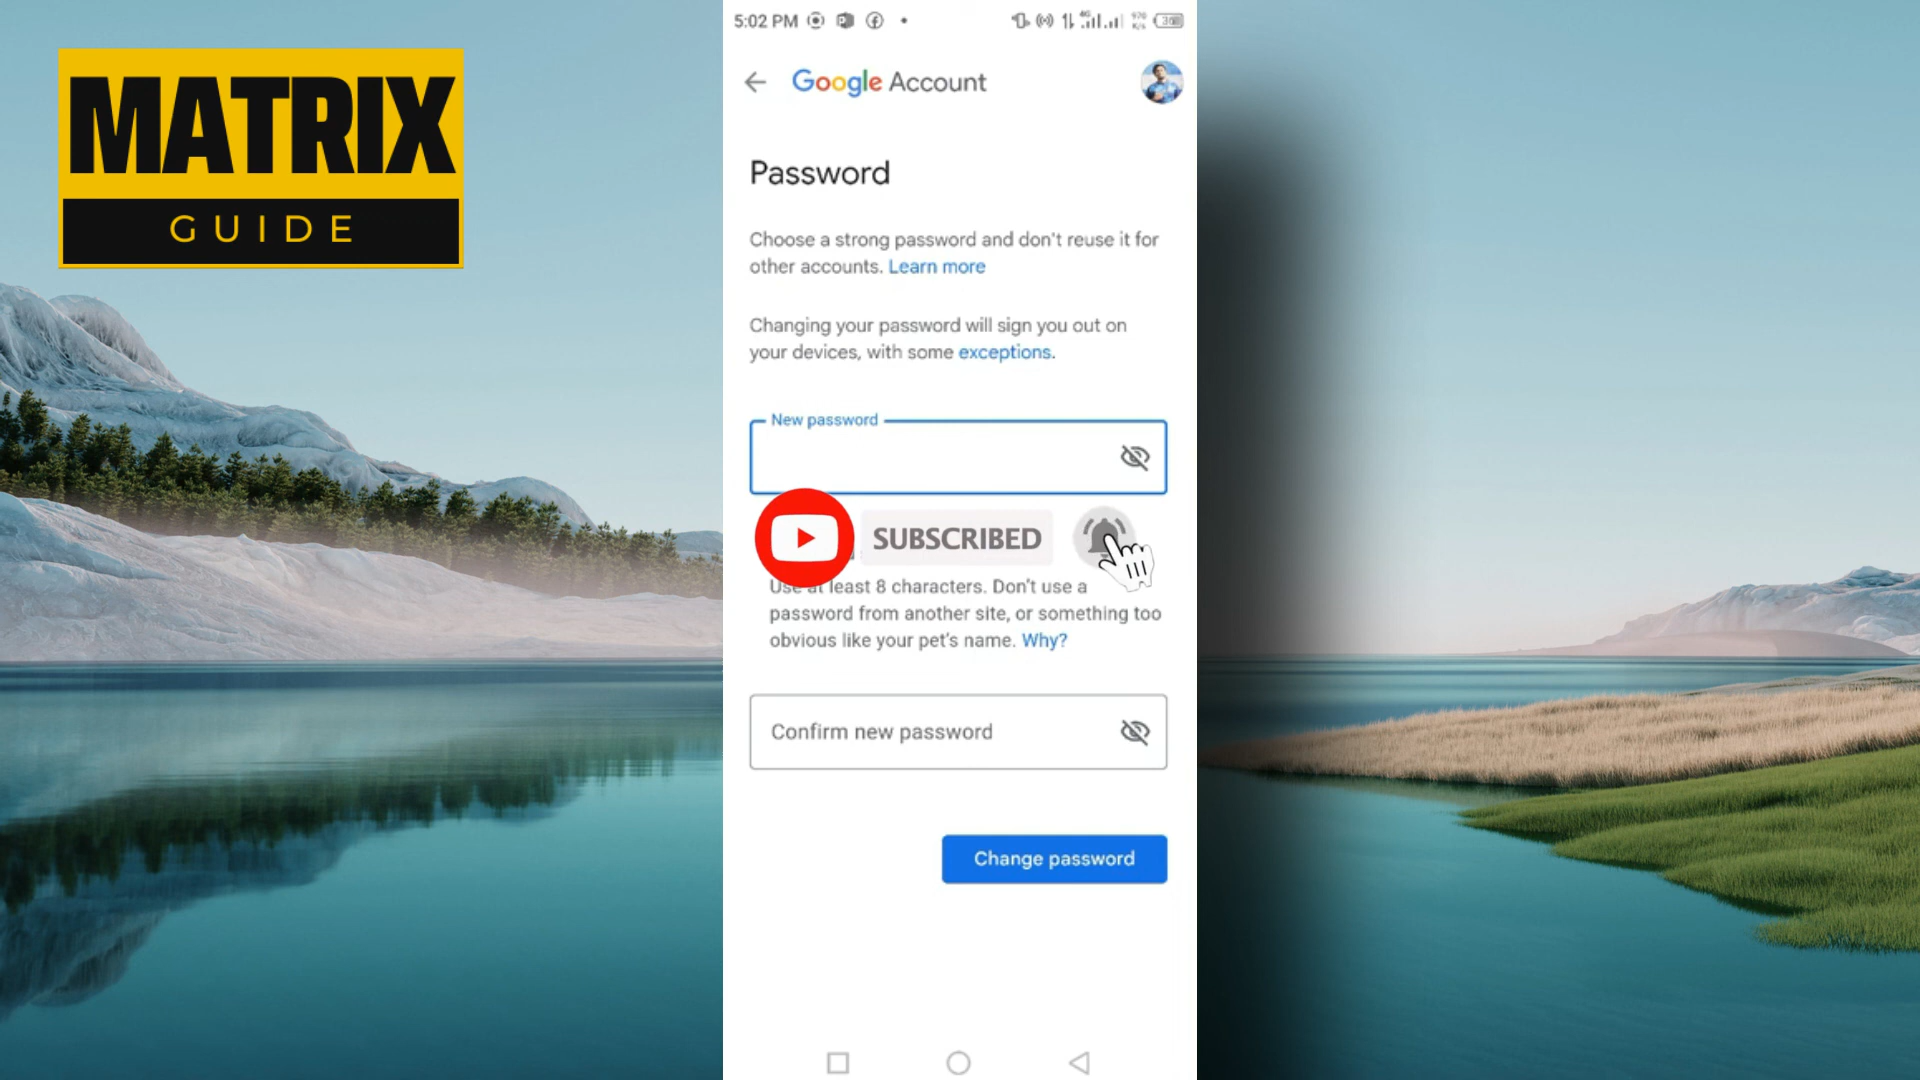 MATRIX
GUIDE
5:02 PM
Google Account
Password
Choose a strong password and don't reuse it for
other accounts. Learn more
Changing your password will sign you out on
your devices, with some exceptions.
New password
SUBSCRIBED
Use at least 8 characters. Don't use a
password from another site, or something too
obvious like your pet's name. Why?
Confirm new password
Change password